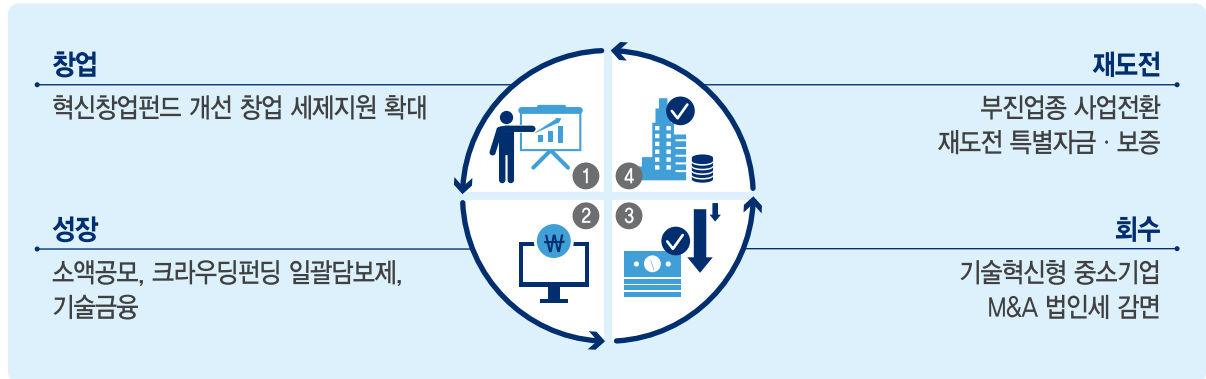 창업
혁신창업펀드 개선 창업 세제지원 확대
재도전
부진업종 사업전환
재도전 특별자금 · 보증
1
4
2
3
₩
성장
소액공모, 크라우딩펀딩 일괄담보제,
기술금융
회수
기술혁신형 중소기업
M&A 법인세 감면